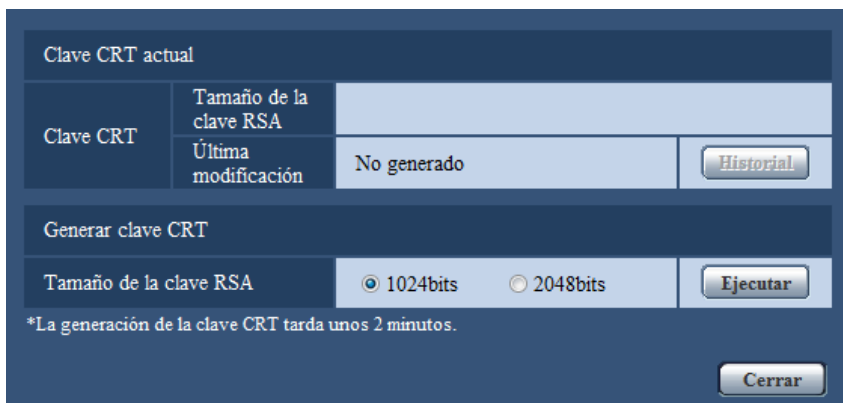 Clave CRT actual
Clave CRT
Tamaño de la
clave RSA
Última
modificación
No generado
Historial
Generar clave CRT
Tamaño de la clave RSA
1024bits
2048bits
Ejecutar
*La generación de la clave CRT tarda unos 2 minutos.
Cerrar